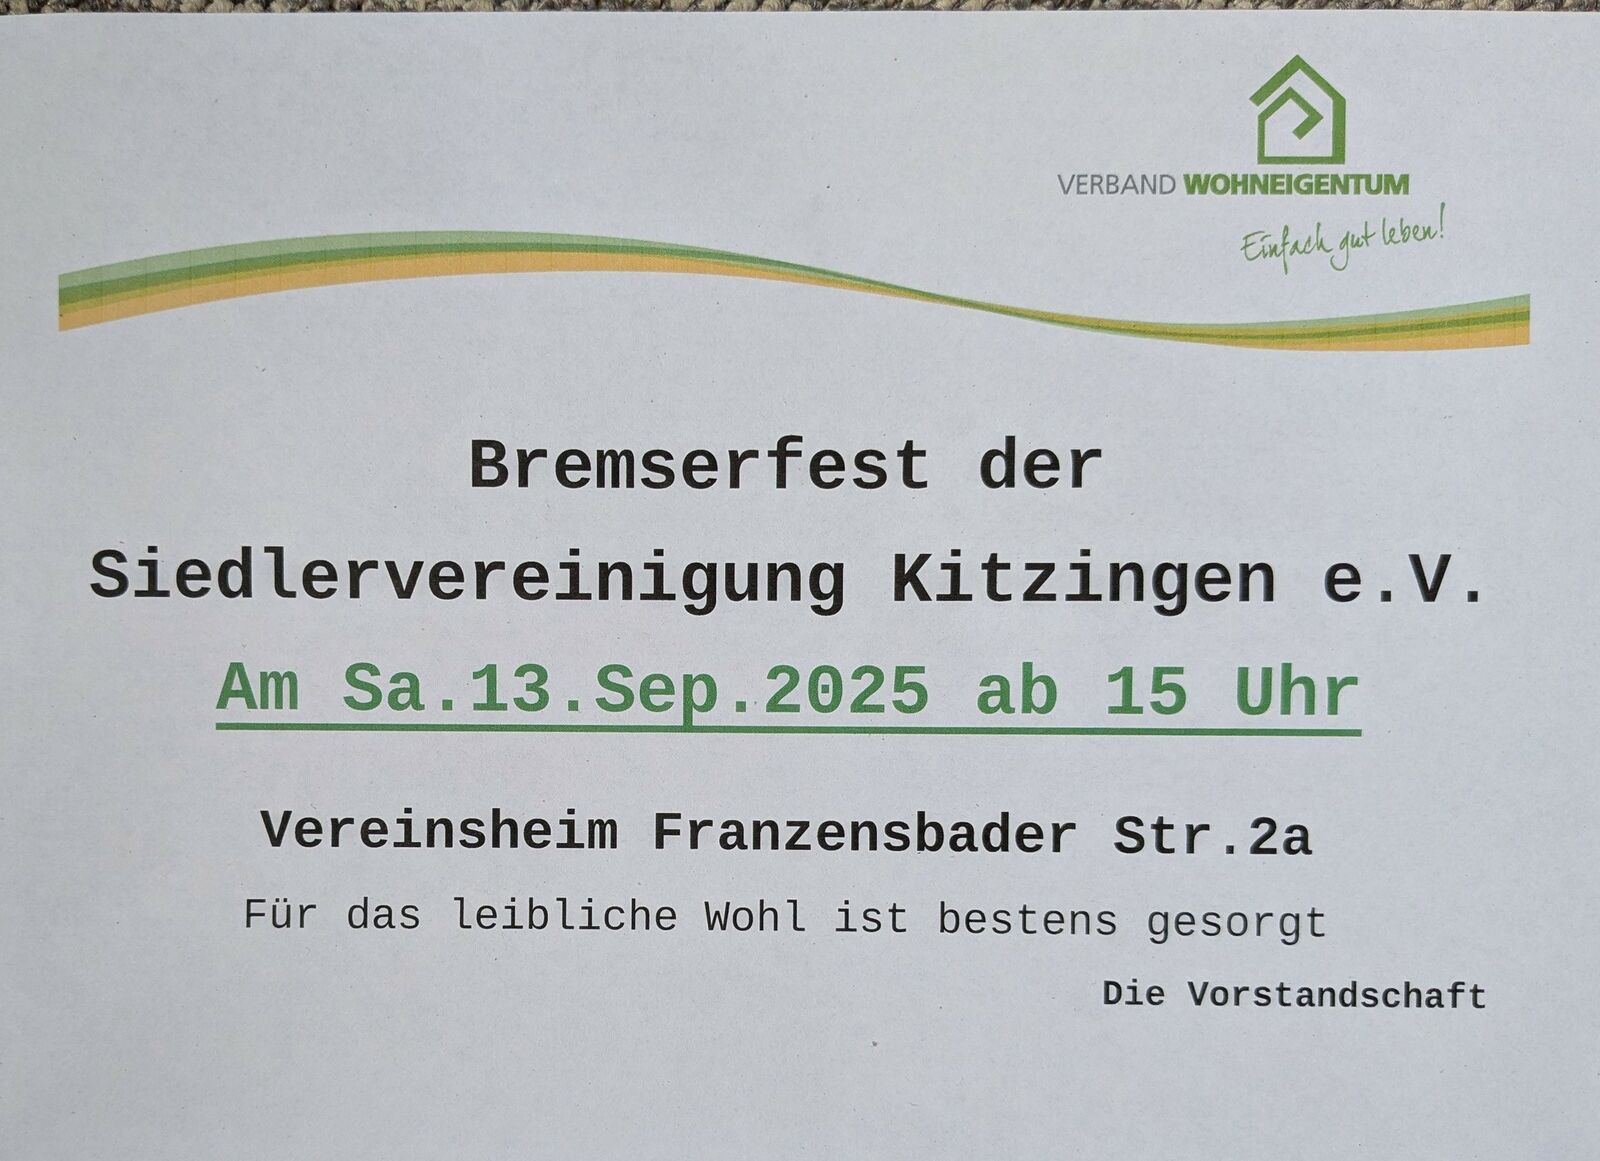 VERBAND WOHNEIGENTUM
Einfach gut leben!
Bremserfest der
Siedlervereinigung Kitzingen e.V.
Am Sa.13.Sep.2025 ab 15 Uhr
Vereinsheim Franzensbader Str.2a
Für das leibliche Wohl ist bestens gesorgt
Die Vorstandschaft